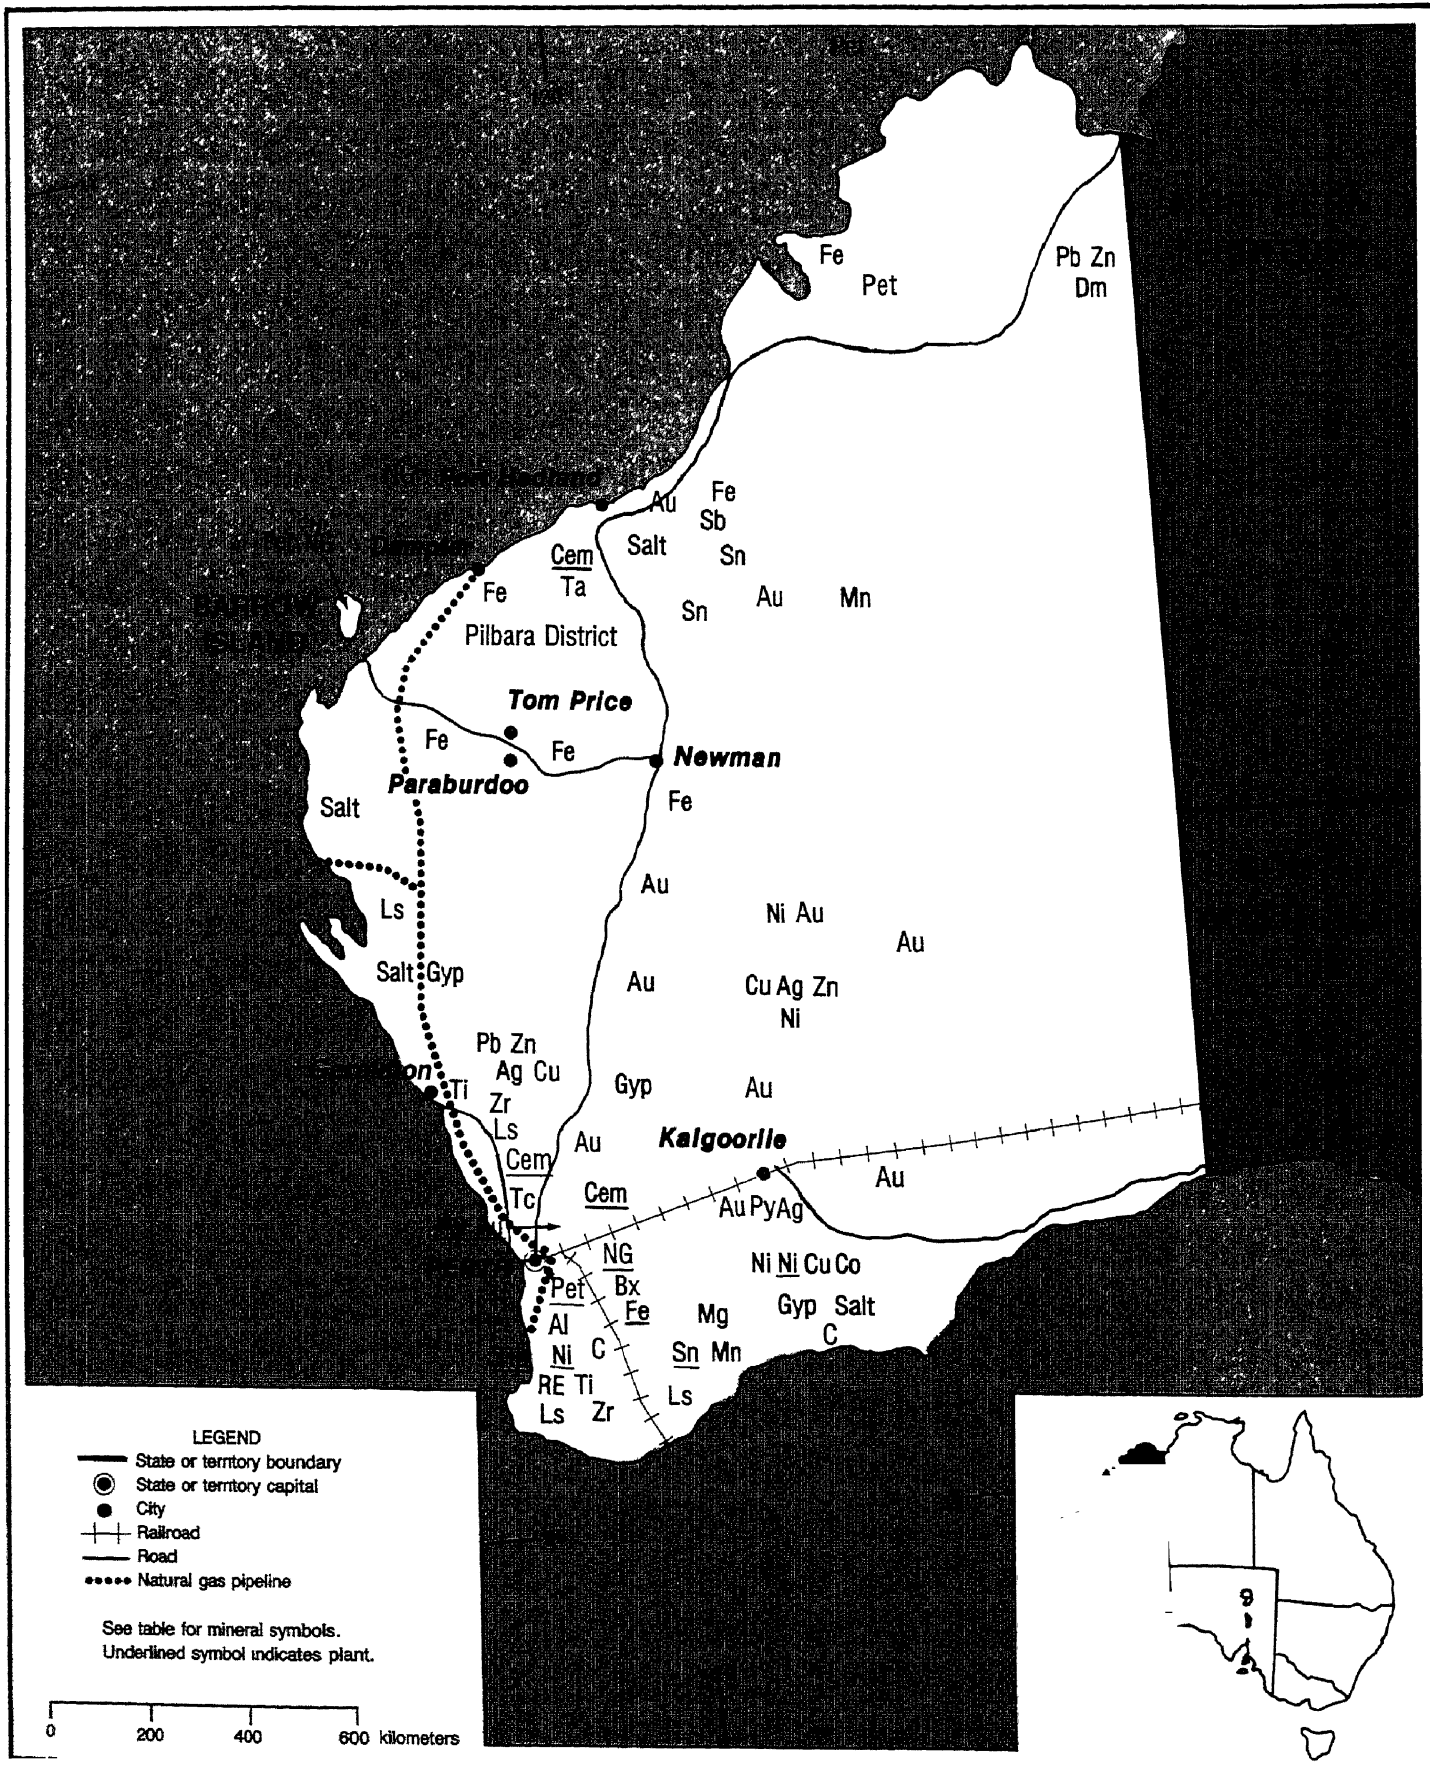 Fe
Pet
Pb Zn
Dm
Port Hedland
Au
Fe
Sb
Salt
Sn
Cem
Ta
Dampier
Fe
Sn
Au
Mn
BARROW
ISLAND
Pilbara District
Tom Price
Fe
Fe
Newman
Paraburdoo
Fe
Salt
Au
Ls
Ni Au
Au
Salt Gyp
Au
Cu Ag Zn
Ni
Pb Zn
Ag Cu
Ti
Zr
Gyp
Au
Ls
Au
Kalgoorlie
Cem
Tc
Cem
Au
Au Py Ag
NG
Ni Ni Cu Co
Pet
Bx
Fe
Mg
Gyp Salt
C
Al
Ni
C
Sn Mn
RE Ti
Ls
Ls
Zr
LEGEND
State or territory boundary
State or territory capital
City
Railroad
Road
Natural gas pipeline
See table for mineral symbols.
Underlined symbol indicates plant.
0 200 400 600 kilometers